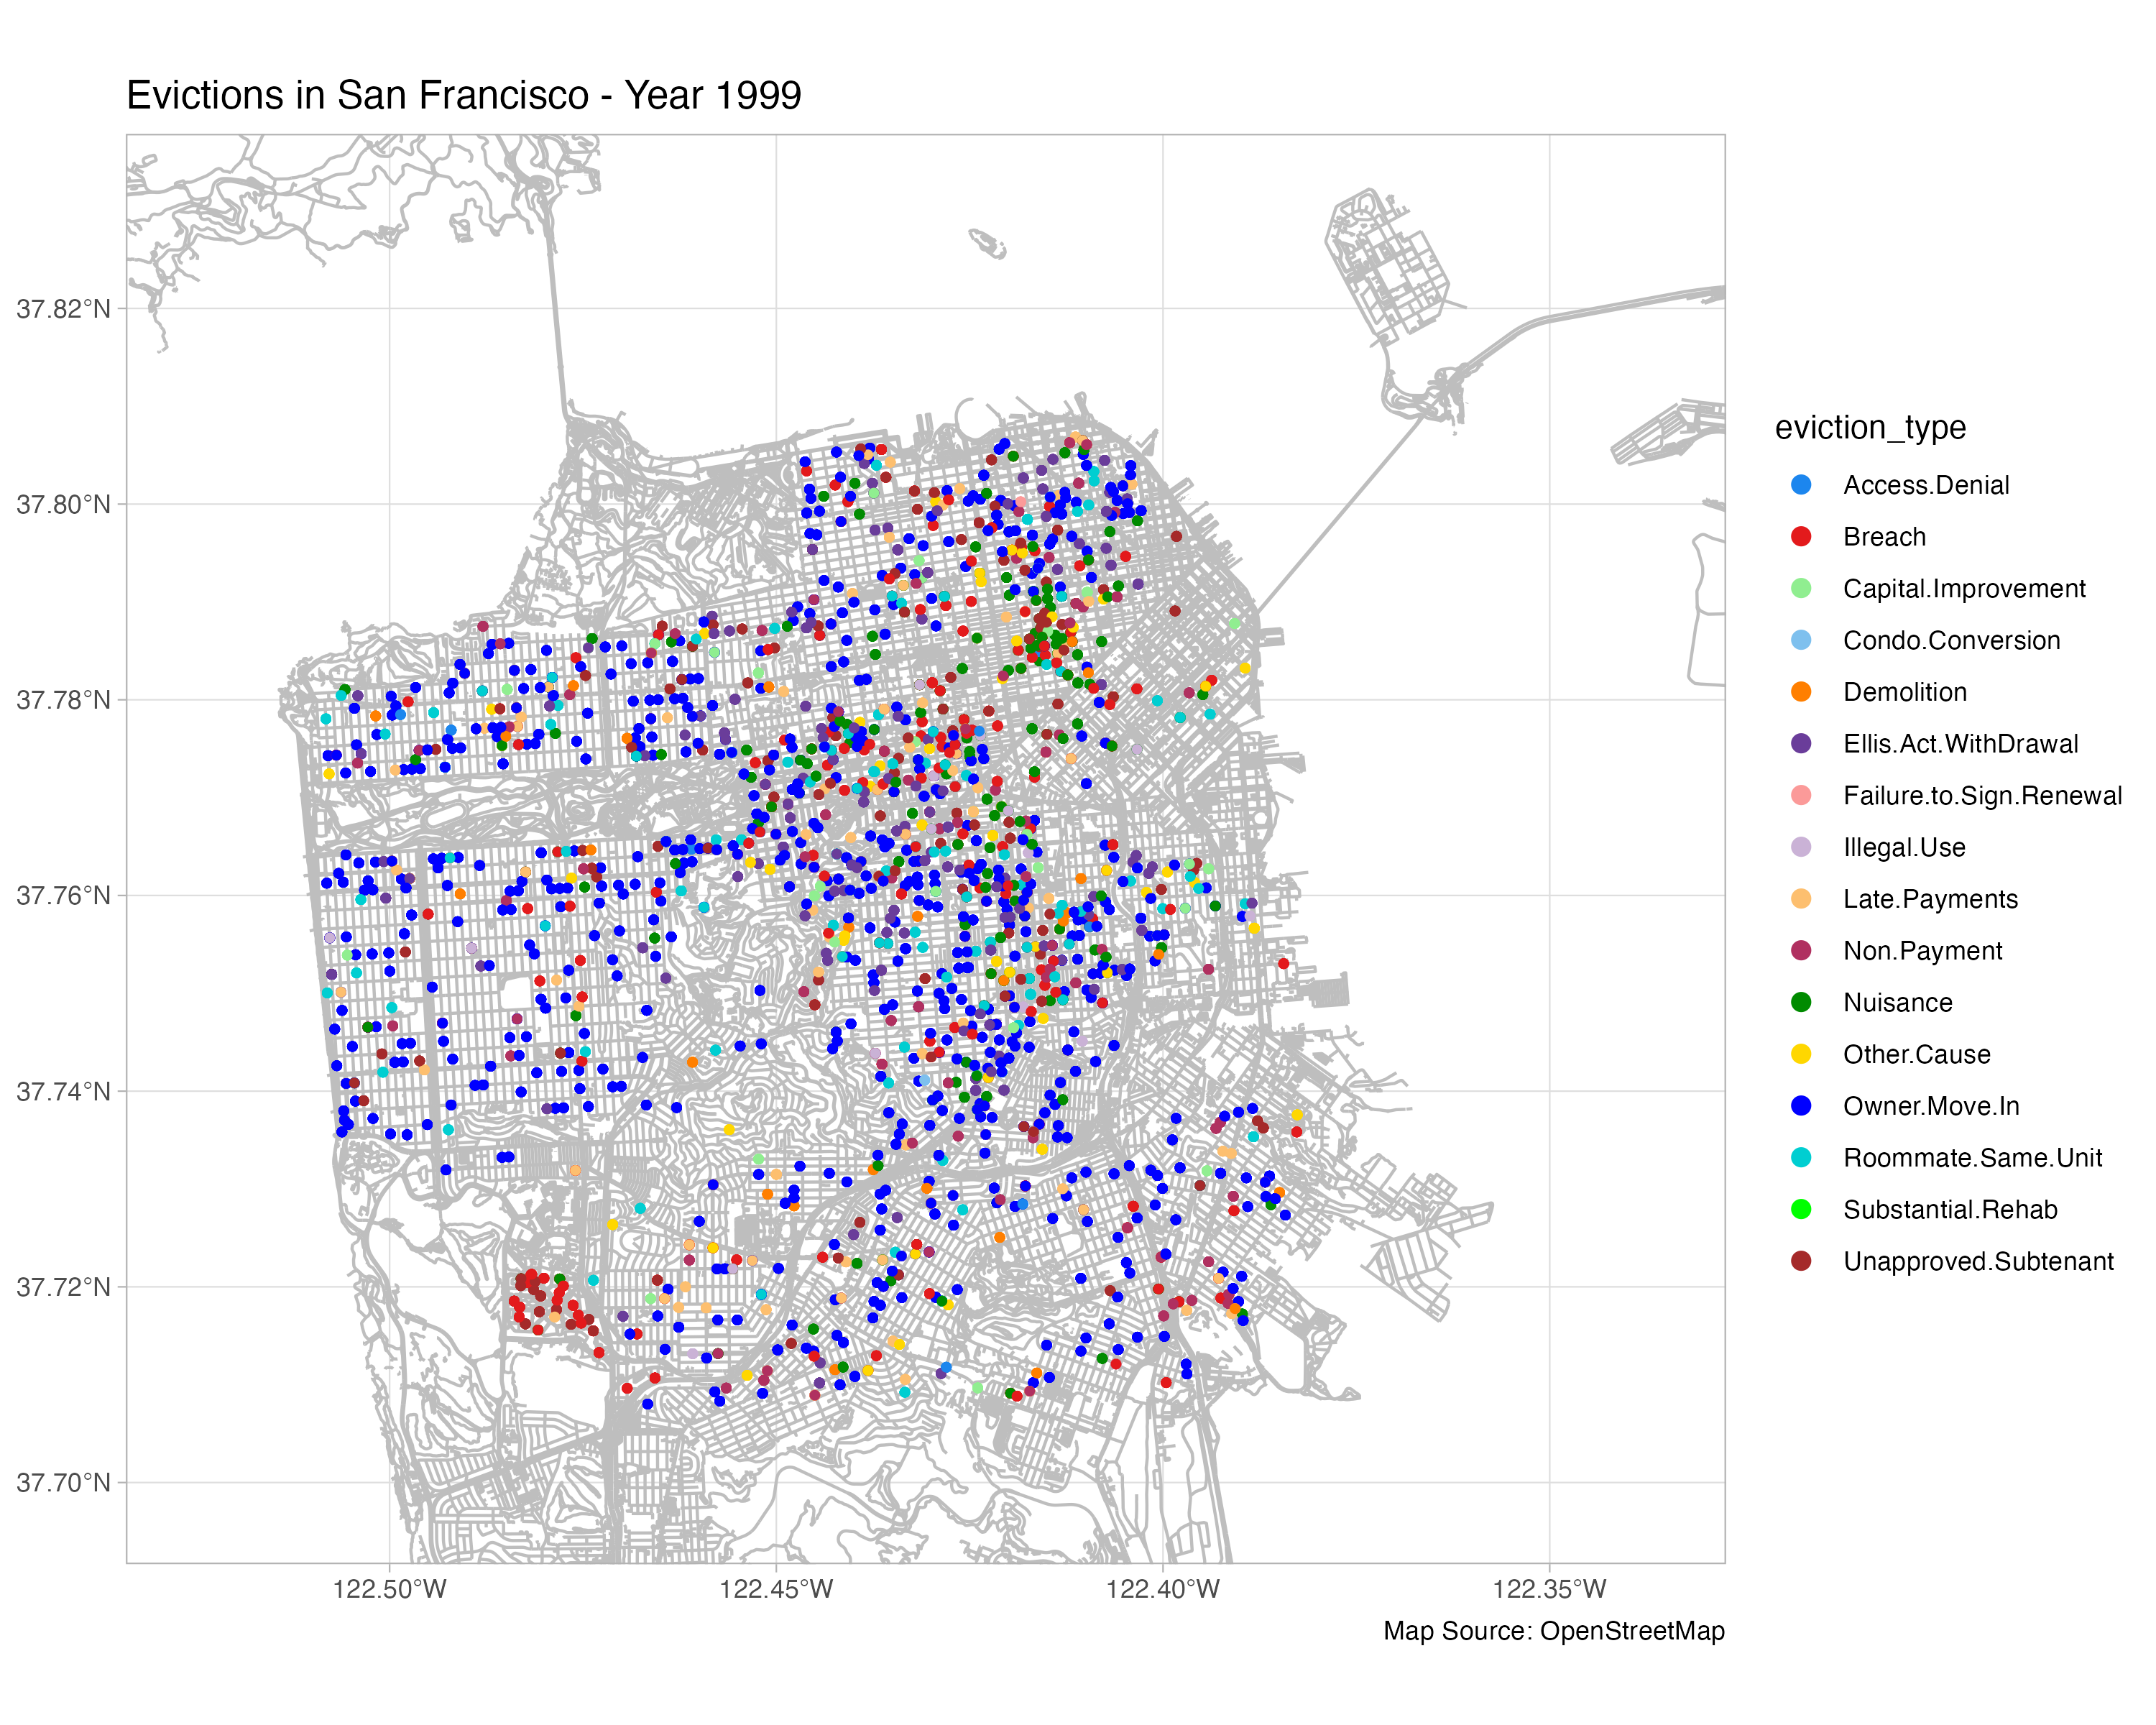 Evictions in San Francisco - Year 1999
37.82°N
37.80°N
37.78°N
37.76°N
37.74°N
37.72°N
37.70°N
122.50°W
122.45°W
122.40°W
122.35°W
eviction_type
Access.Denial
Breach
Capital.Improvement
Condo.Conversion
Demolition
Ellis.Act.WithDrawal
Failure.to.Sign.Renewal
Illegal.Use
Late.Payments
Non.Payment
Nuisance
Other.Cause
Owner.Move.In
Roommate.Same.Unit
Substantial.Rehab
Unapproved.Subtenant
Map Source: OpenStreetMap